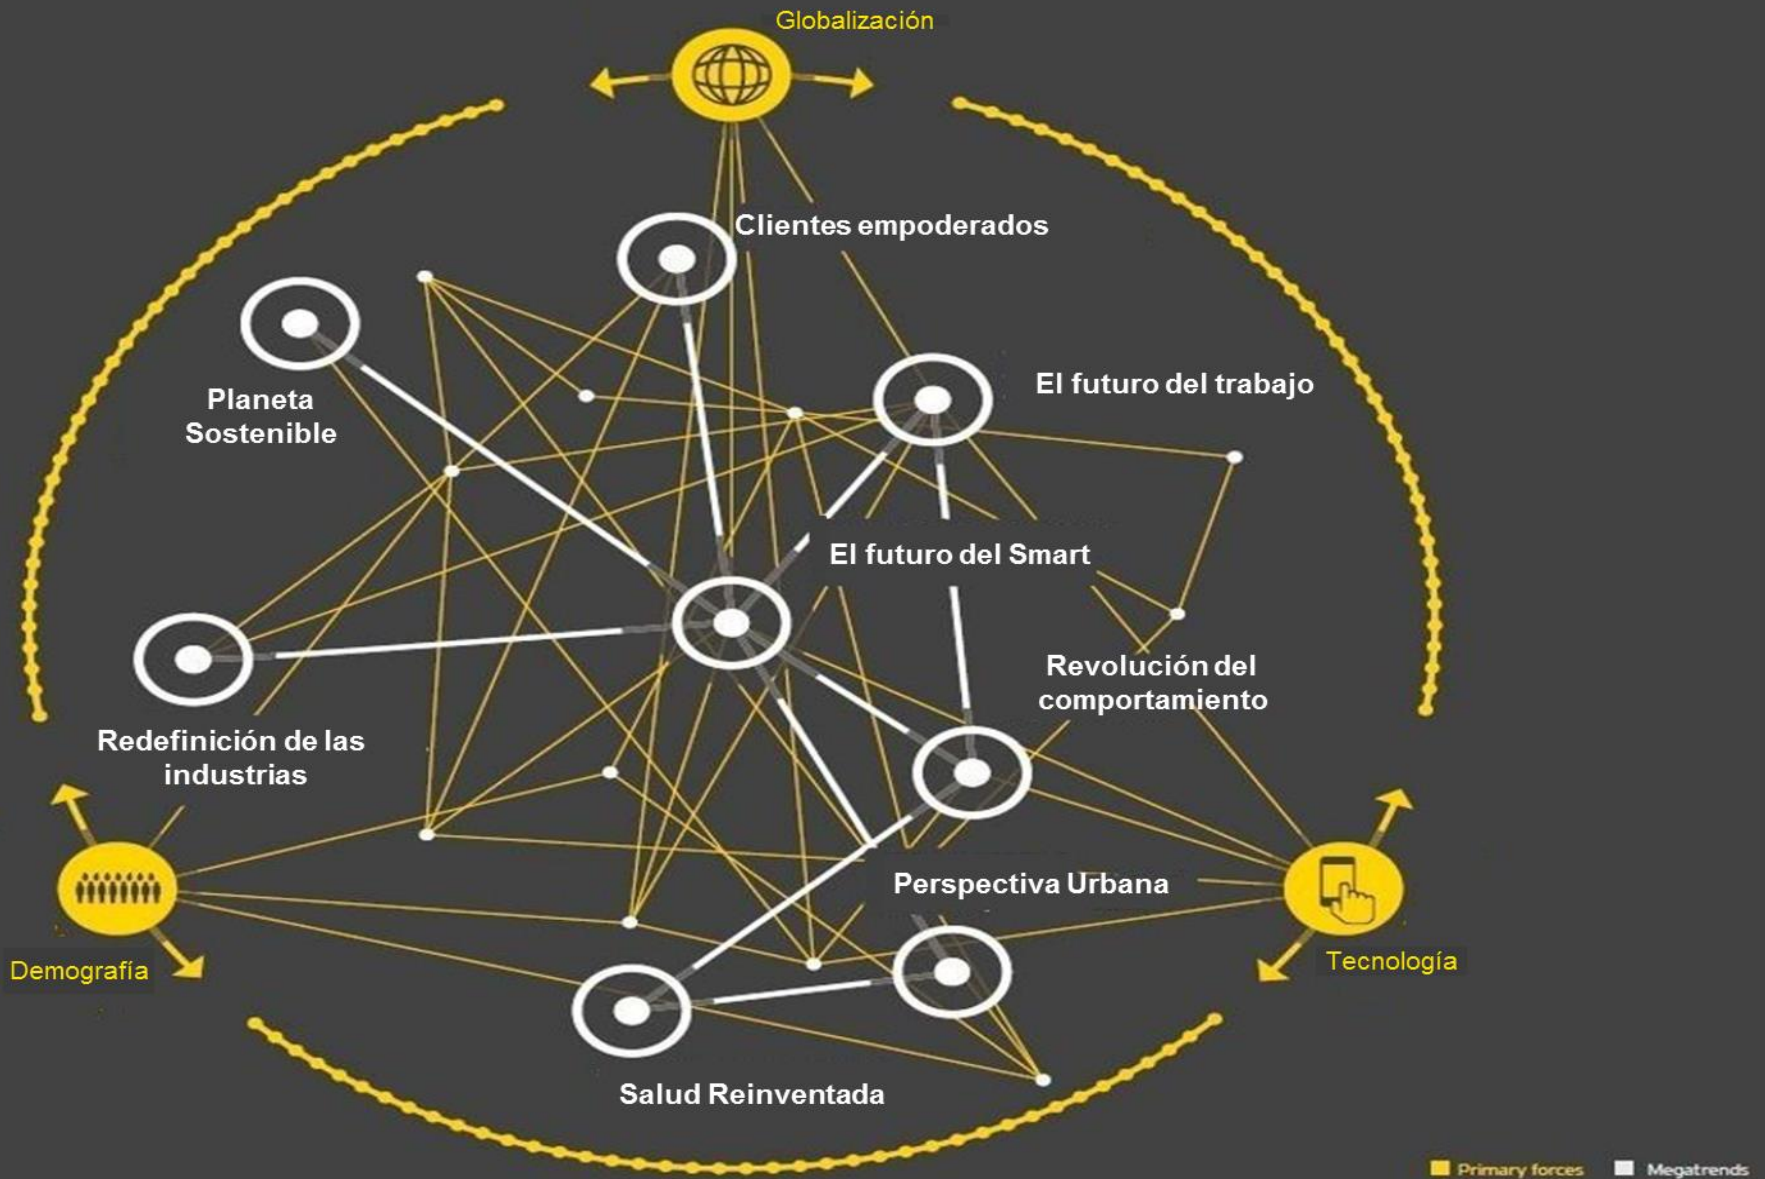 Globalización
Clientes empoderados
El futuro del trabajo
Planeta
Sostenible
El futuro del Smart
Revolución del
comportamiento
Redefinición de las
industrias
Perspectiva Urbana
Demografía
Tecnología
Salud Reinventada
Primary forces
Megatrends